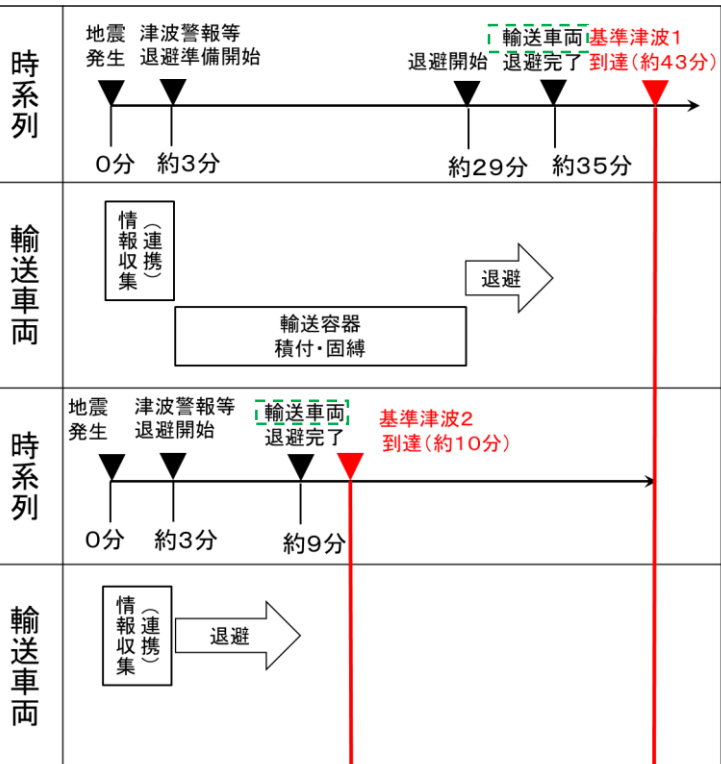 時系列
地震
発生
津波警報等
退避準備開始
退避開始
輸送車両
退避完了
基準津波1
到達(約43分)
0分
約3分
約29分
約35分
輸送車両
情報収集
(連携)
輸送容器
積付・固縛
退避
時系列
地震
発生
津波警報等
退避開始
輸送車両
退避完了
基準津波2
到達(約10分)
0分
約3分
約9分
輸送車両
情報収集
(連携)
退避